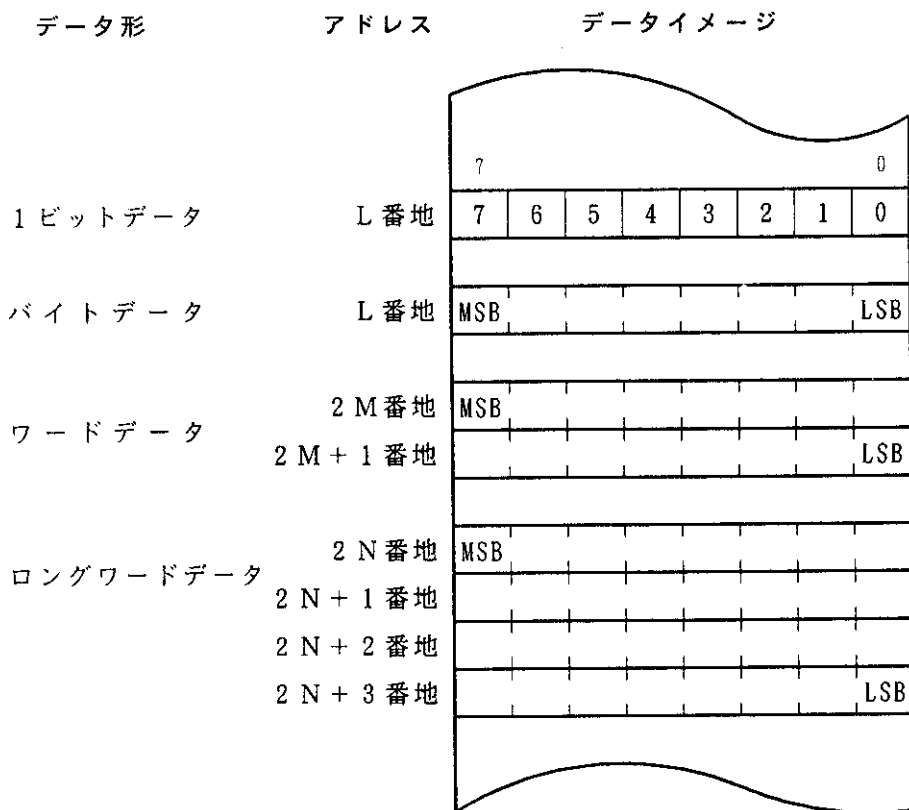 データ形 アドレス データイメージ
7 0
1ビットデータ L番地 7 6 5 4 3 2 1 0
バイトデータ L番地 MSB LSB
2M番地 MSB
ワードデータ
2M+1番地 LSB
2N番地 MSB
ロングワードデータ
2N+1番地
2N+2番地
2N+3番地 LSB